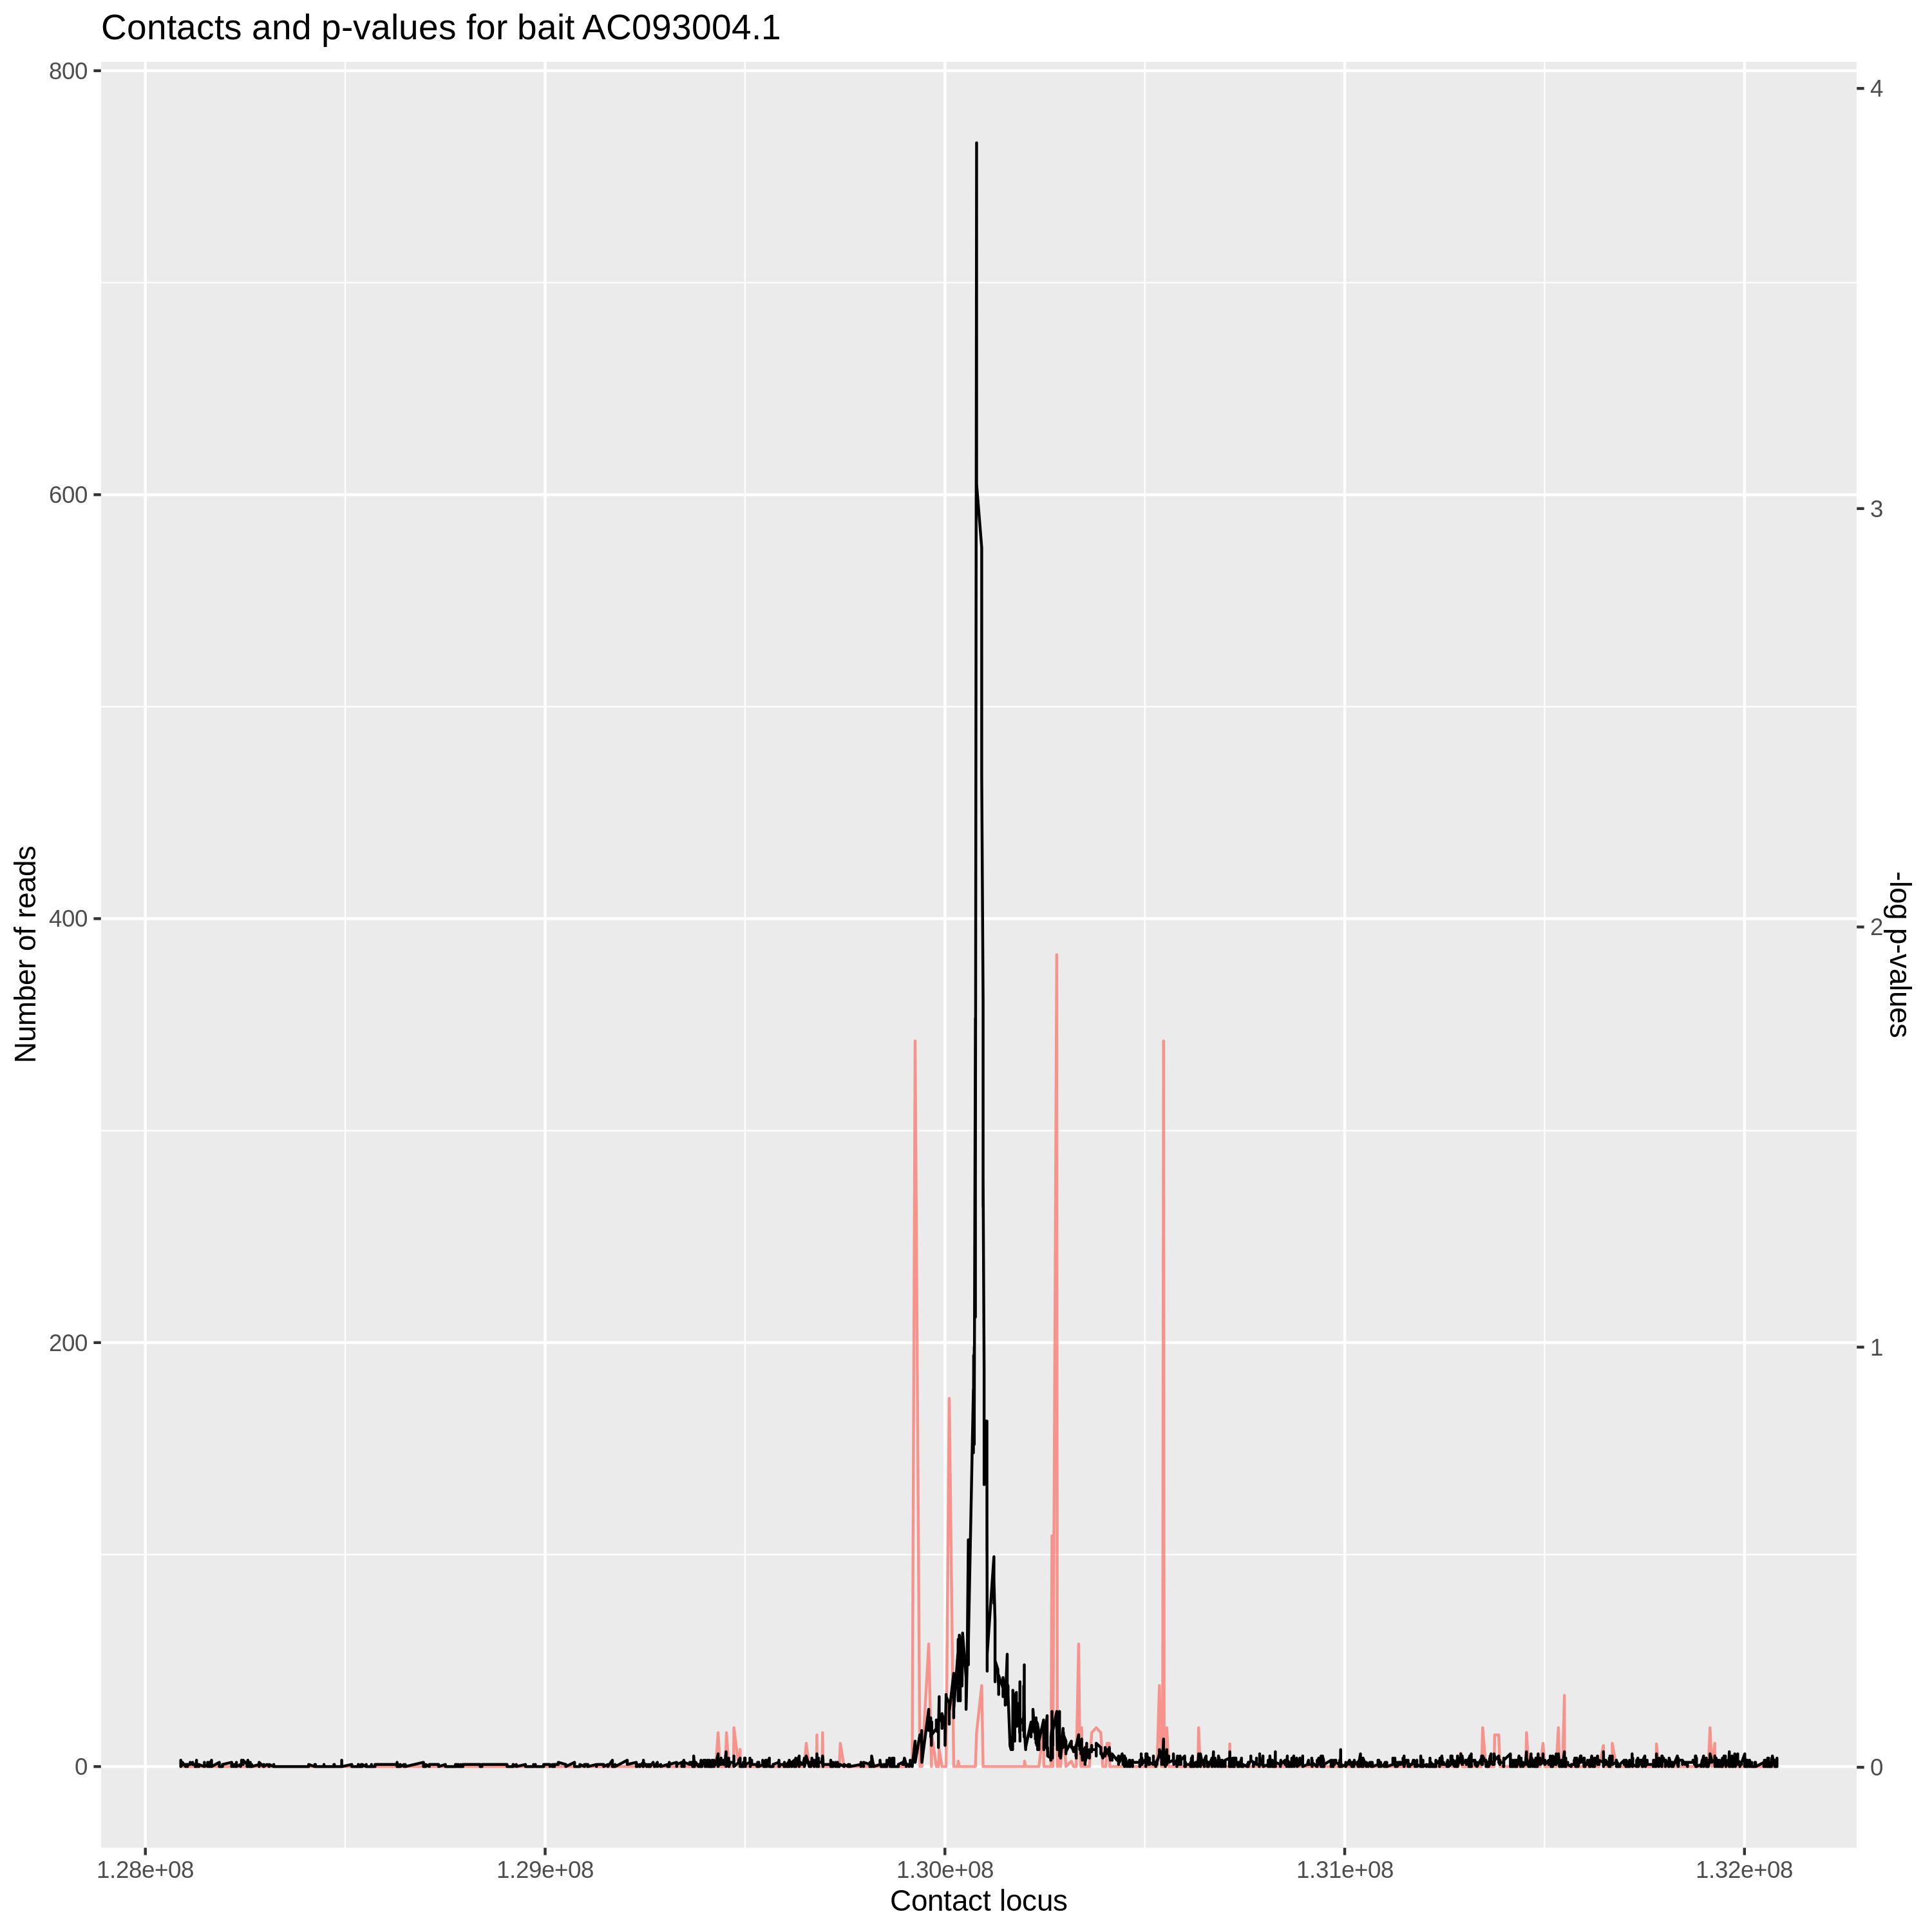 Contacts and p-values for bait AC093004.1
800
600
400
200
0
4
3
2
1
0
Number of reads
-log p-values
1.28e+08
1.29e+08
1.30e+08
1.31e+08
1.32e+08
Contact locus